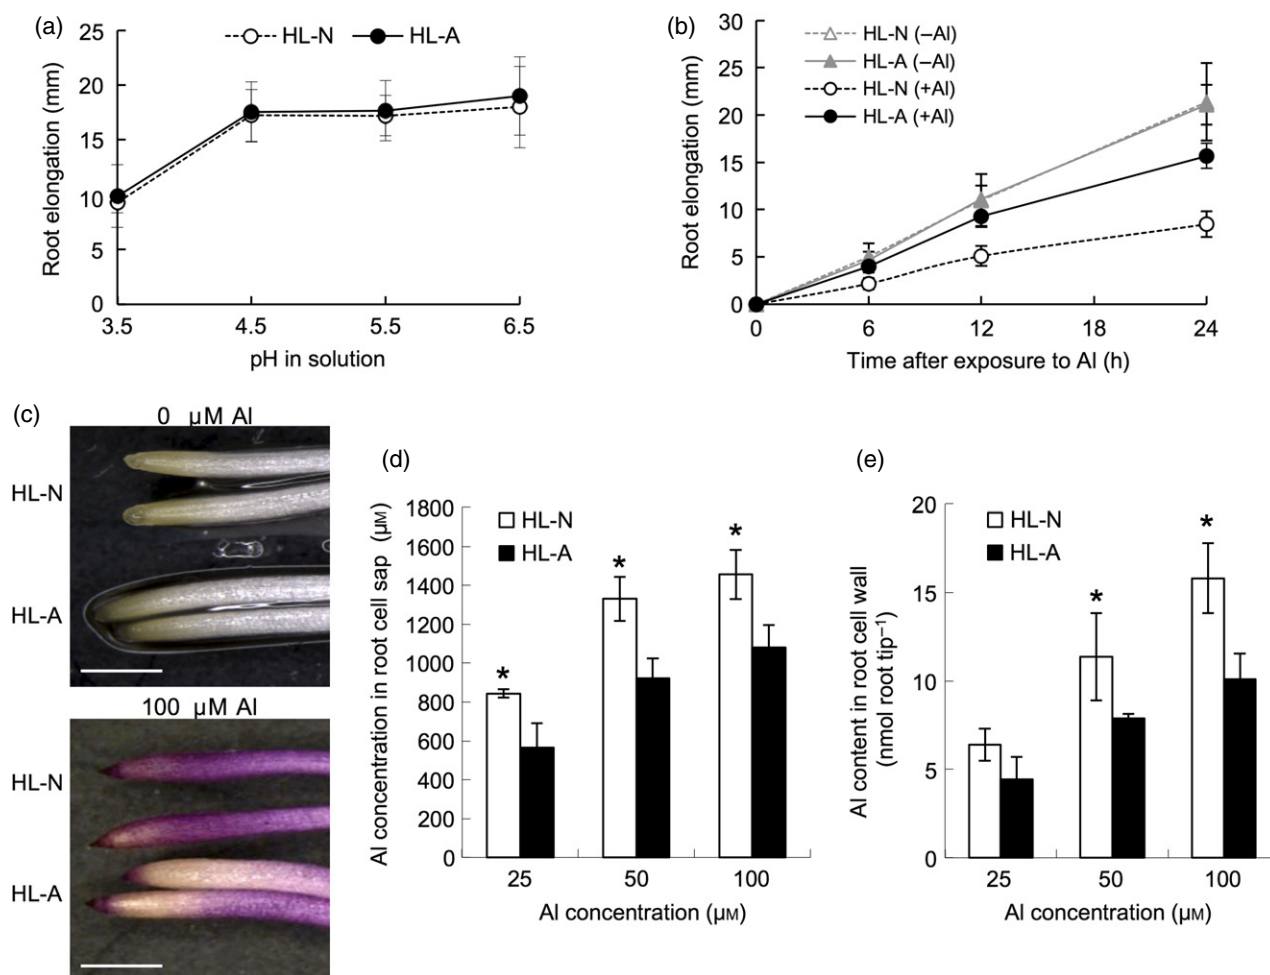 (a)
HL-N HL-A
Root elongation (mm)
25
20
15
10
5
0
3.5 4.5 5.5 6.5
pH in solution
(b)
HL-N (–Al)
HL-A (–Al)
HL-N (+Al)
HL-A (+Al)
Root elongation (mm)
30
25
20
15
10
5
0
0 6 12 18 24
Time after exposure to Al (h)
(c)
0 μM Al
HL-N
HL-A
100 μM Al
HL-N
HL-A
(d)
HL-N
HL-A
Al concentration in root cell sap (μM)
1800
1600
1400
1200
1000
800
600
400
200
0
* * *
25 50 100
Al concentration (μM)
(e)
HL-N
HL-A
Al content in root cell wall
(nmol root tip⁻¹)
20
15
10
5
0
* *
25 50 100
Al concentration (μM)